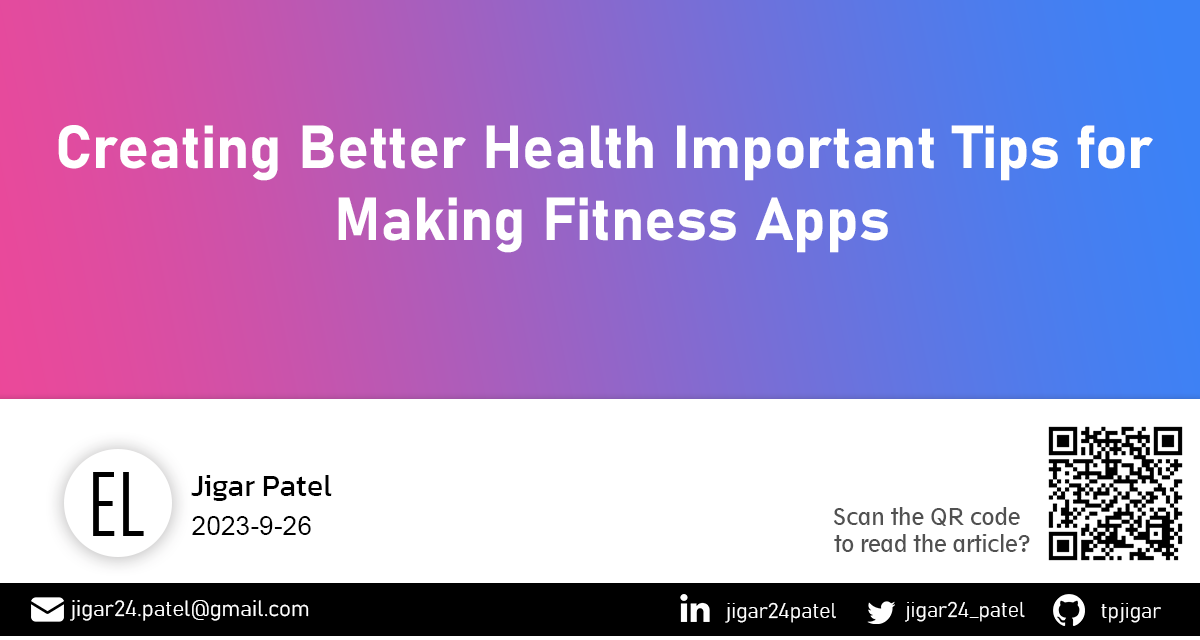 Creating Better Health Important Tips for
Making Fitness Apps
EL
Jigar Patel
2023-9-26
Scan the QR code
to read the article?
jigar24.patel@gmail.com
jigar24patel
jigar24_patel
tpjigar